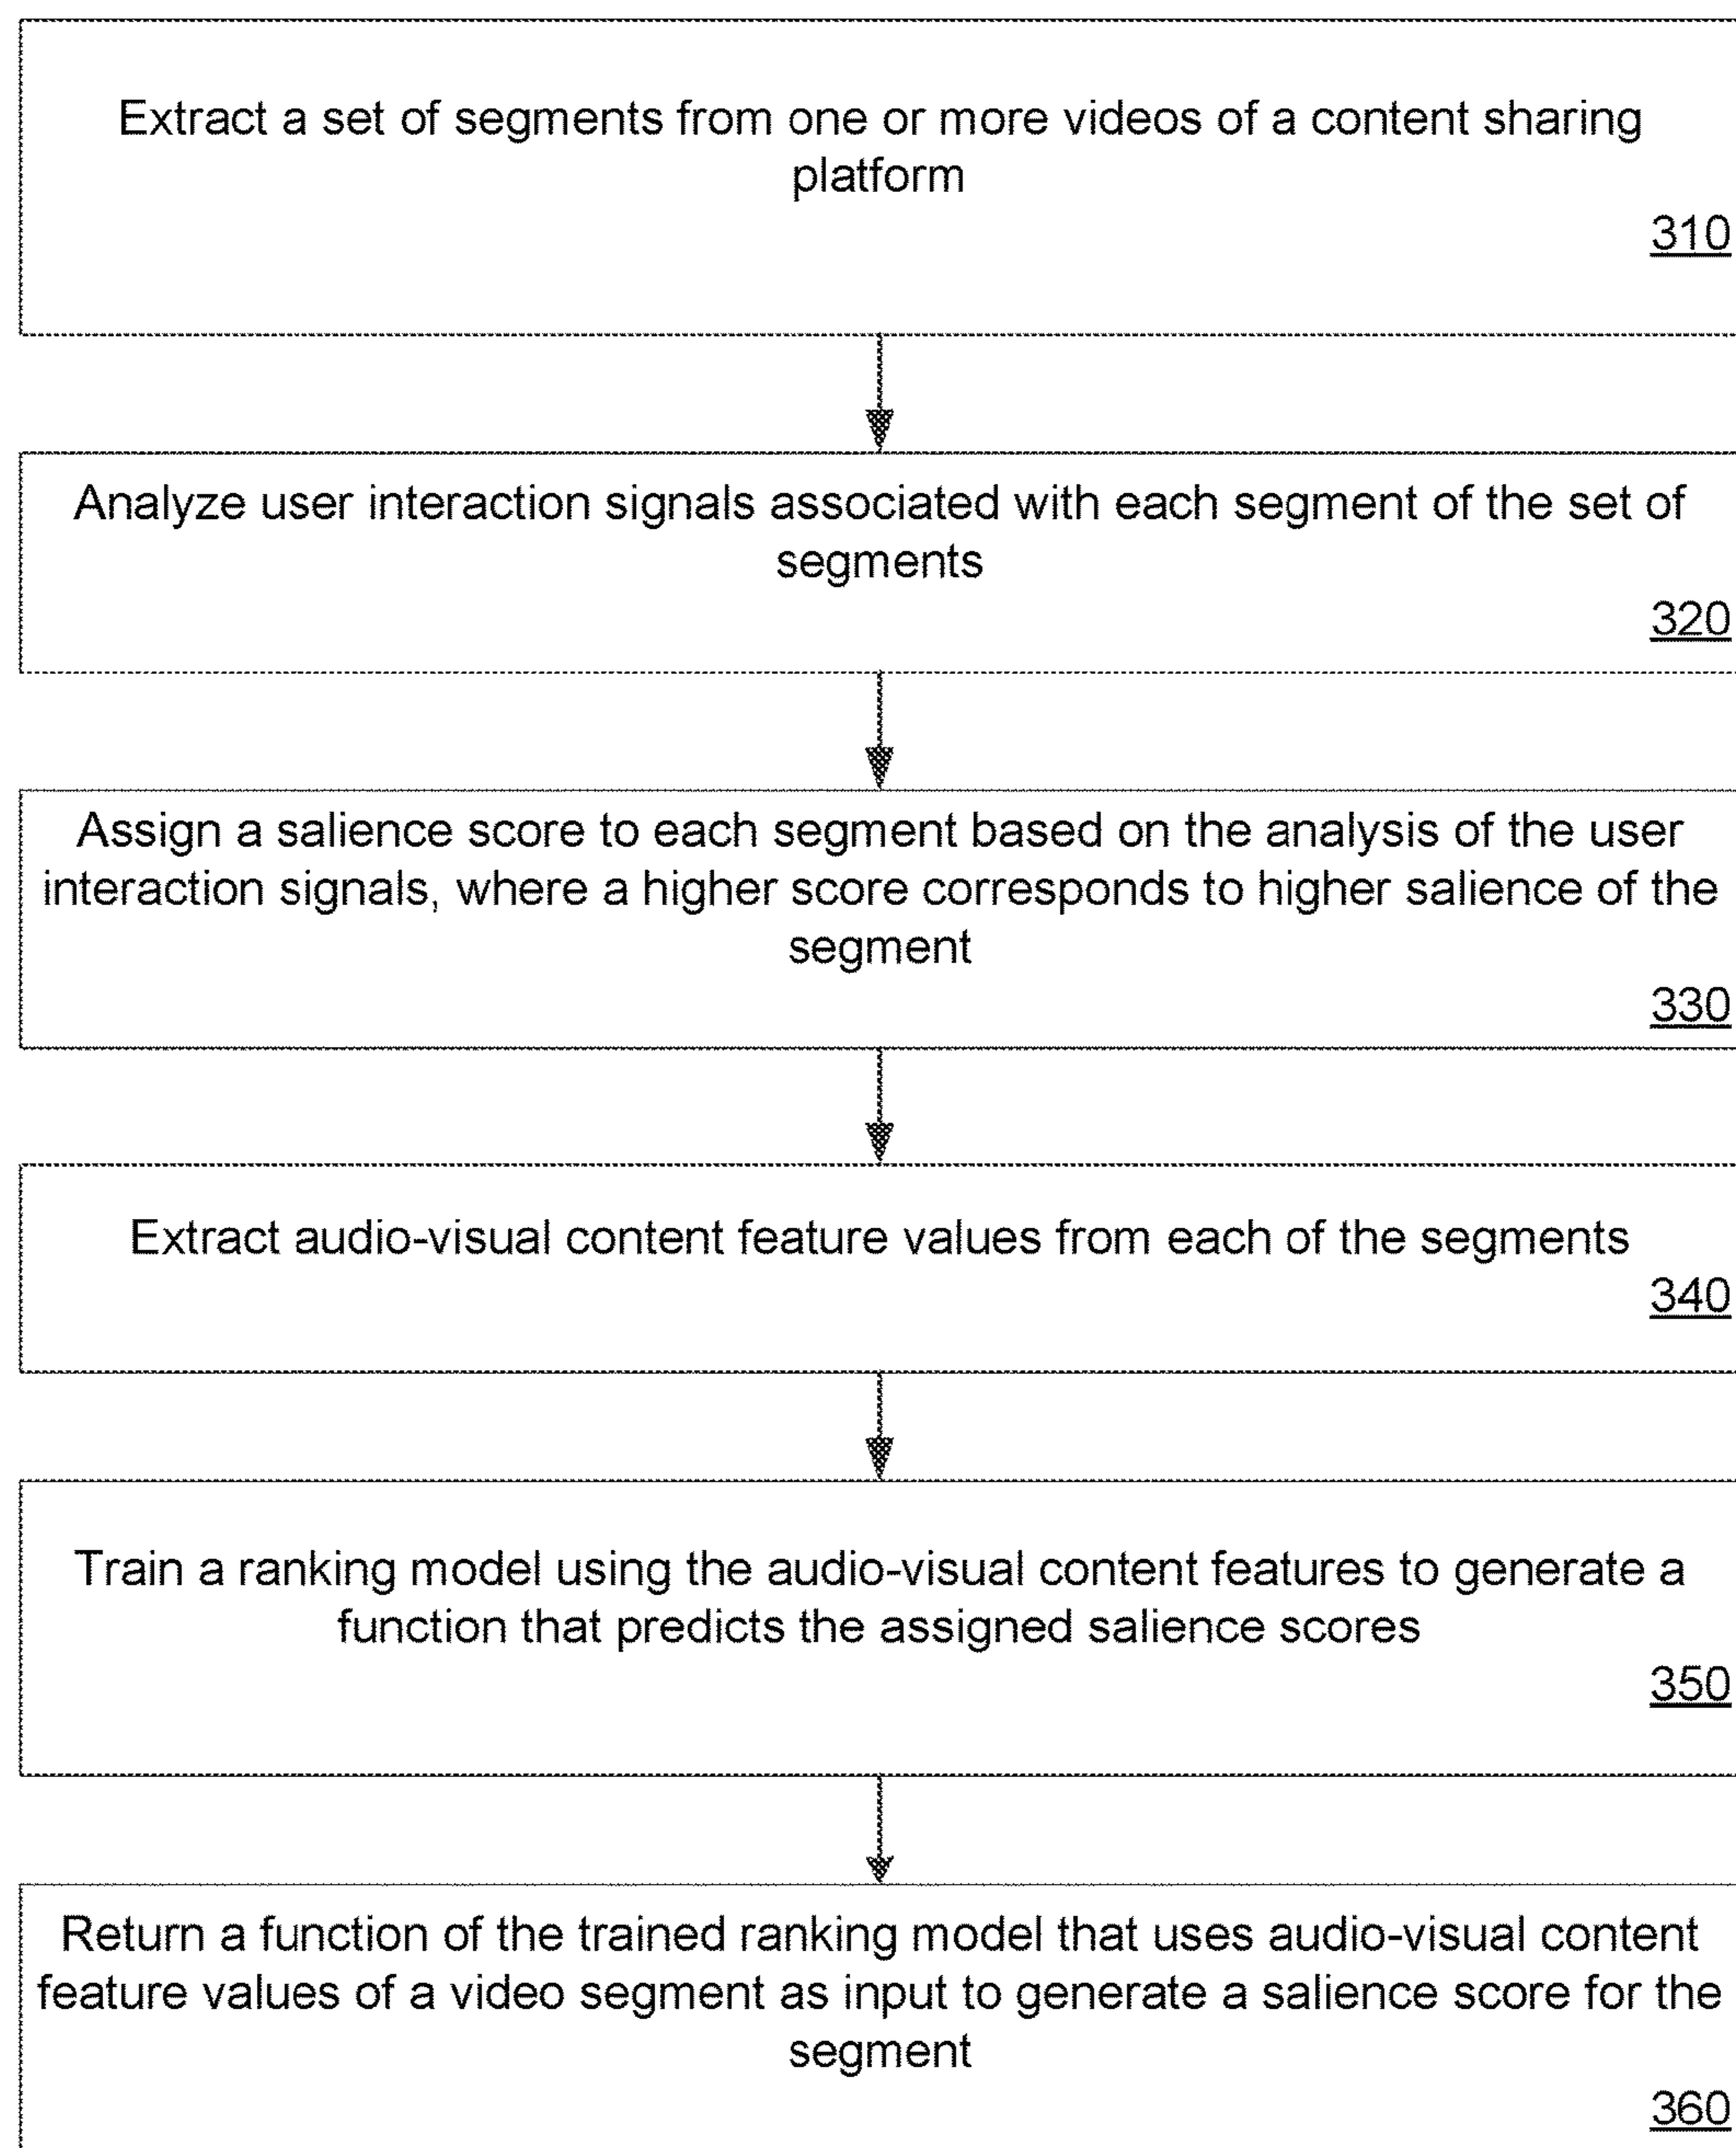 Extract a set of segments from one or more videos of a content sharing
platform
310
Analyze user interaction signals associated with each segment of the set of
segments
320
Assign a salience score to each segment based on the analysis of the user
interaction signals, where a higher score corresponds to higher salience of the
segment
330
Extract audio-visual content feature values from each of the segments
340
Train a ranking model using the audio-visual content features to generate a
function that predicts the assigned salience scores
350
Return a function of the trained ranking model that uses audio-visual content
feature values of a video segment as input to generate a salience score for the
segment
360